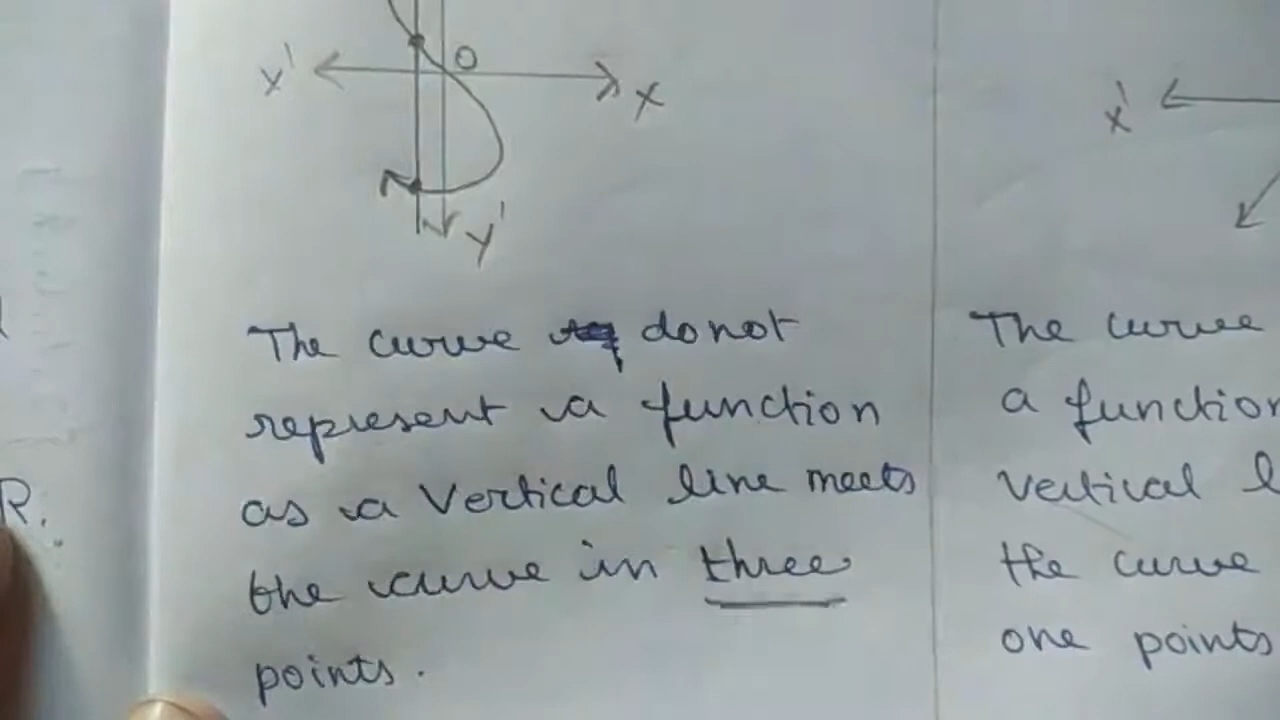 O
X'
X
Y'
The curve do not
represent a function
as a Vertical line meets
the curve in three
points.
X'
The curve
a function
vertical l
the curve
one points
R.